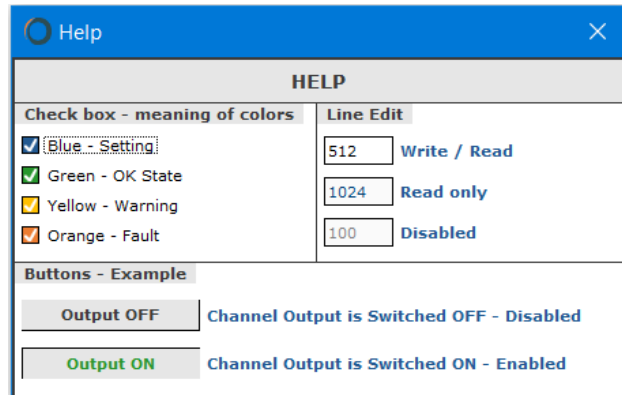 Help
HELP
Check box - meaning of colors
Blue - Setting
Green - OK State
Yellow - Warning
Orange - Fault
Line Edit
512 Write / Read
1024 Read only
100 Disabled
Buttons - Example
Output OFF Channel Output is Switched OFF - Disabled
Output ON Channel Output is Switched ON - Enabled